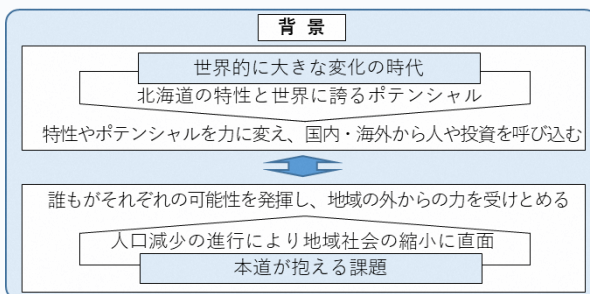 背景
世界的に大きな変化の時代
北海道の特性と世界に誇るポテンシャル
特性やポテンシャルを力に変え、国内・海外から人や投資を呼び込む
誰もがそれぞれの可能性を発揮し、地域の外からの力を受けとめる
人口減少の進行により地域社会の縮小に直面
本道が抱える課題